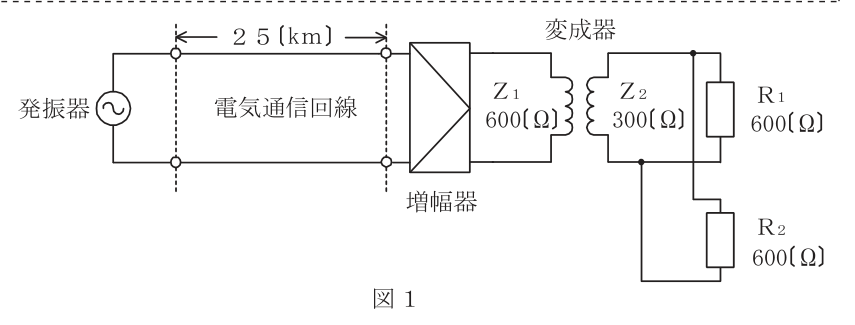 変成器
２５〔km〕
発振器
電気通信回線
Ｚ₁
600〔Ω〕
Ｚ₂
300〔Ω〕
Ｒ₁
600〔Ω〕
増幅器
Ｒ₂
600〔Ω〕
図１